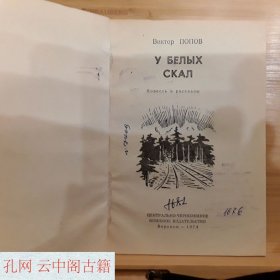 Виктор ПОПОВ
У БЕЛЫХ
СКАЛ
Повесть и рассказы
ЦЕНТРАЛЬНО-ЧЕРНОЗЕМНОЕ
КНИЖНОЕ ИЗДАТЕЛЬСТВО
Воронеж — 1974
1676
孔网 云中阁古籍